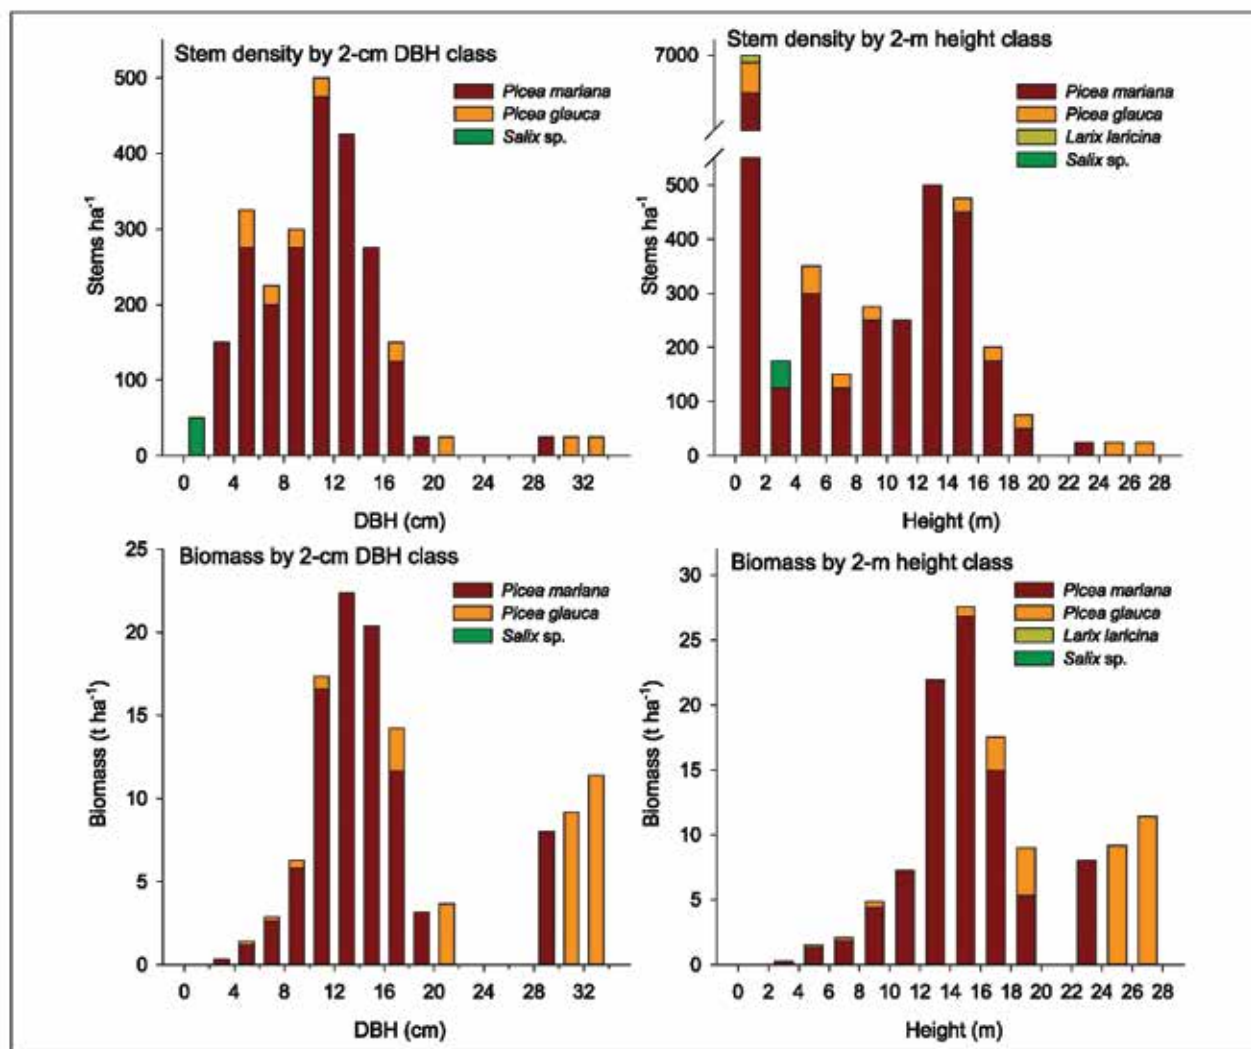 Stem density by 2-cm DBH class
Picea mariana
Picea glauca
Salix sp.
500
400
300
200
100
0
Stems ha-1
0 4 8 12 16 20 24 28 32
DBH (cm)
Stem density by 2-m height class
Picea mariana
Picea glauca
Larix laricina
Salix sp.
7000
500
400
300
200
100
0
Stems ha-1
0 2 4 6 8 10 12 14 16 18 20 22 24 26 28
Height (m)
Biomass by 2-cm DBH class
Picea mariana
Picea glauca
Salix sp.
25
20
15
10
5
0
Biomass (t ha-1)
0 4 8 12 16 20 24 28 32
DBH (cm)
Biomass by 2-m height class
Picea mariana
Picea glauca
Larix laricina
Salix sp.
30
25
20
15
10
5
0
Biomass (t ha-1)
0 2 4 6 8 10 12 14 16 18 20 22 24 26 28
Height (m)